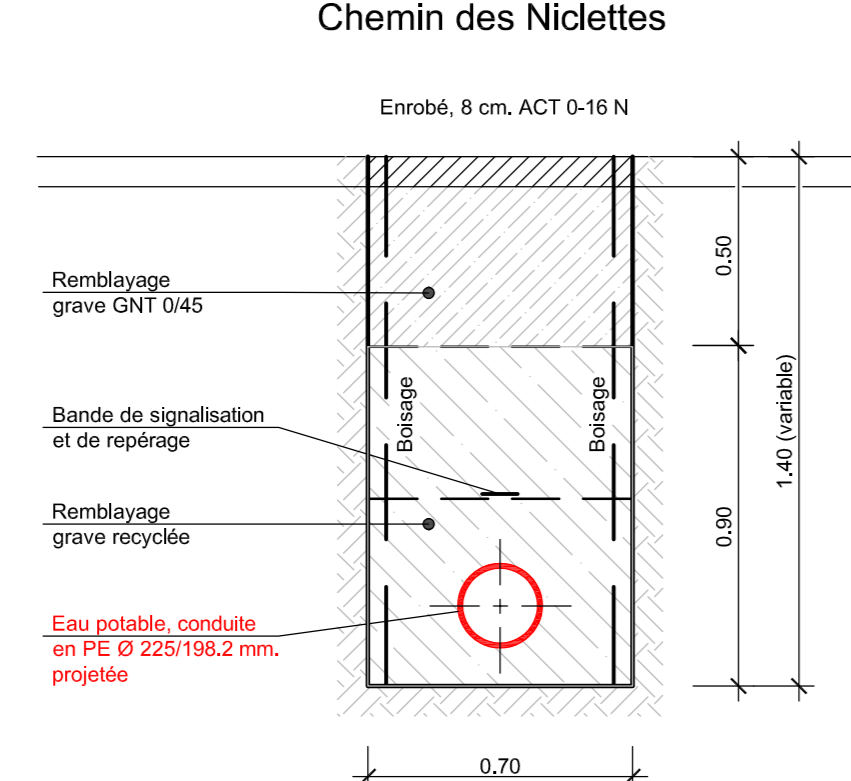 Chemin des Niclettes
Enrobé, 8 cm. ACT 0-16 N
Remblayage
grave GNT 0/45
0.50
Boisage
Boisage
Bande de signalisation
et de repérage
1.40 (variable)
Remblayage
grave recyclée
0.90
Eau potable, conduite
en PE Ø 225/198.2 mm.
projetée
0.70